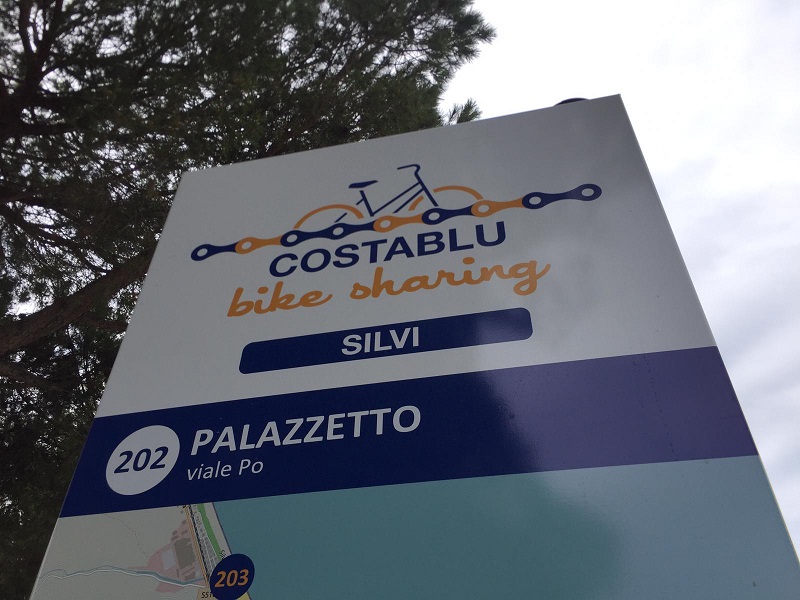 COSTABLU
bike sharing
SILVI
202 PALAZZETTO
viale Po
203